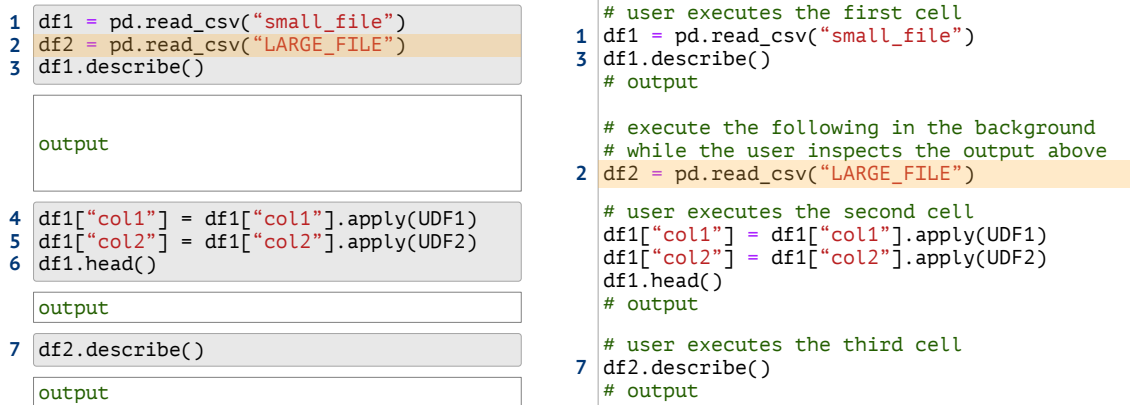 1 df1 = pd.read_csv(“small_file”)
2 df2 = pd.read_csv(“LARGE_FILE”)
3 df1.describe()
output
4 df1[“col1”] = df1[“col1”].apply(UDF1)
5 df1[“col2”] = df1[“col2”].apply(UDF2)
6 df1.head()
output
7 df2.describe()
output
# user executes the first cell
1 df1 = pd.read_csv(“small_file”)
3 df1.describe()
# output
# execute the following in the background
# while the user inspects the output above
2 df2 = pd.read_csv(“LARGE_FILE”)
# user executes the second cell
df1[“col1”] = df1[“col1”].apply(UDF1)
df1[“col2”] = df1[“col2”].apply(UDF2)
df1.head()
# output
# user executes the third cell
7 df2.describe()
# output